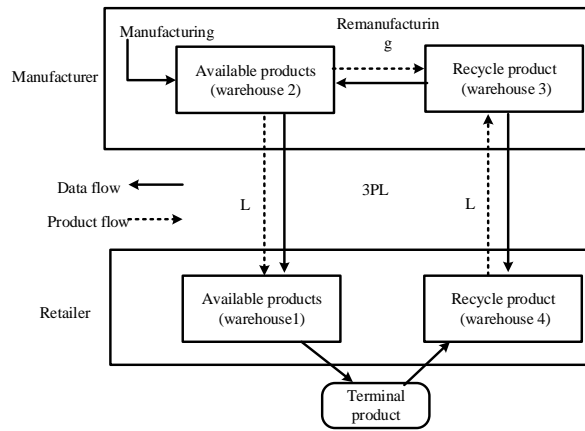 Manufacturing
Remanufacturin
g
Manufacturer
Available products
(warehouse 2)
Recycle product
(warehouse 3)
Data flow
L
3PL
L
Product flow
Retailer
Available products
(warehouse1)
Recycle product
(warehouse 4)
Terminal
product